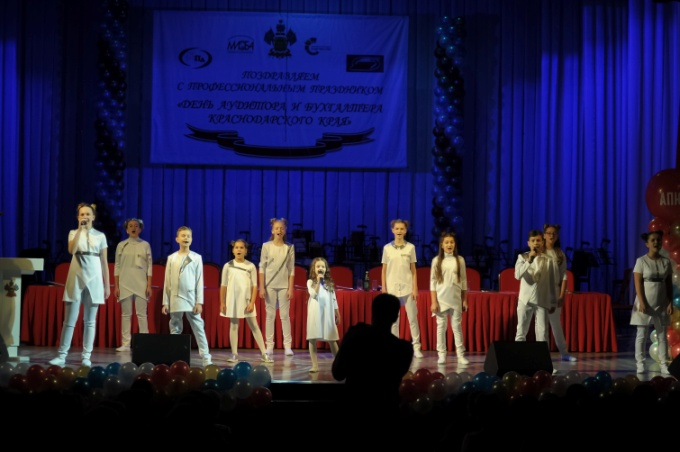 ПОЗДРАВЛЯЕМ
С ПРОФЕССИОНАЛЬНЫМ ПРАЗДНИКОМ
«ДЕНЬ АУДИТОРА И БУХГАЛТЕРА
КРАСНОДАРСКОГО КРАЯ»